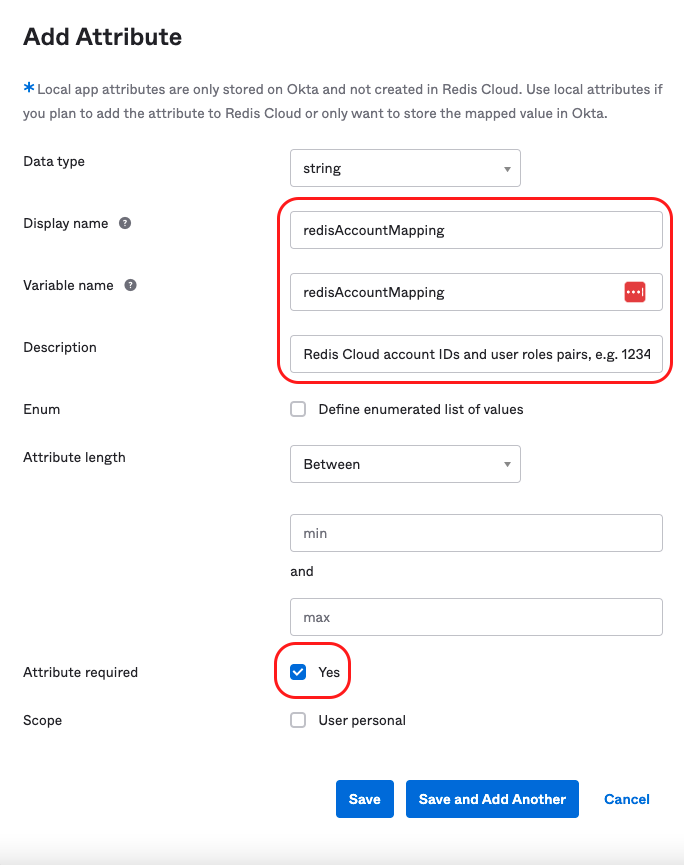 Add Attribute
* Local app attributes are only stored on Okta and not created in Redis Cloud. Use local attributes if
you plan to add the attribute to Redis Cloud or only want to store the mapped value in Okta.
Data type
string
Display name ?
redisAccountMapping
Variable name ?
redisAccountMapping
Description
Redis Cloud account IDs and user roles pairs, e.g. 1234
Enum
Define enumerated list of values
Attribute length
Between
min
and
max
Attribute required
Yes
Scope
User personal
Save
Save and Add Another
Cancel